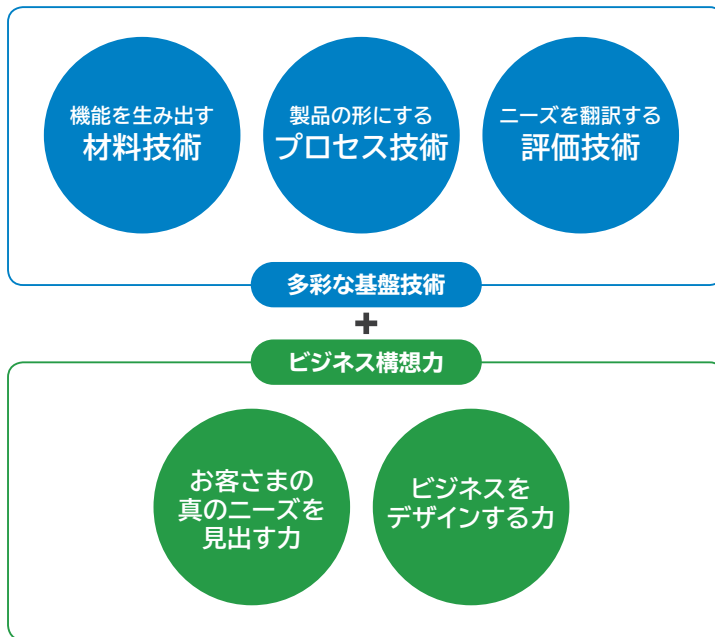 機能を生み出す
材料技術
製品の形にする
プロセス技術
ニーズを翻訳する
評価技術
多彩な基盤技術
+
ビジネス構想力
お客さまの
真のニーズを
見出す力
ビジネスを
デザインする力